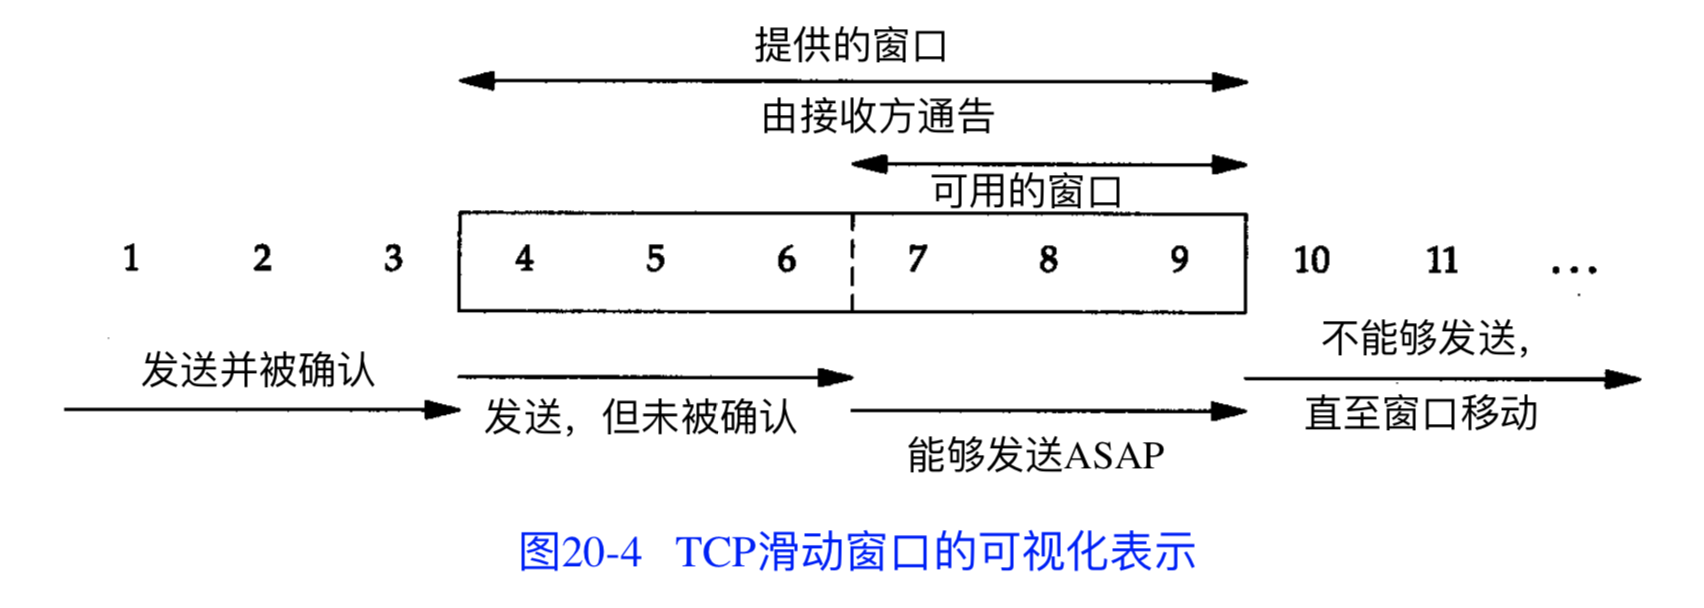 提供的窗口
由接收方通告
可用的窗口
1 2 3 4 5 6 7 8 9 10 11 ...
发送并被确认
发送，但未被确认
能够发送ASAP
不能够发送，
直至窗口移动
图20-4 TCP滑动窗口的可视化表示